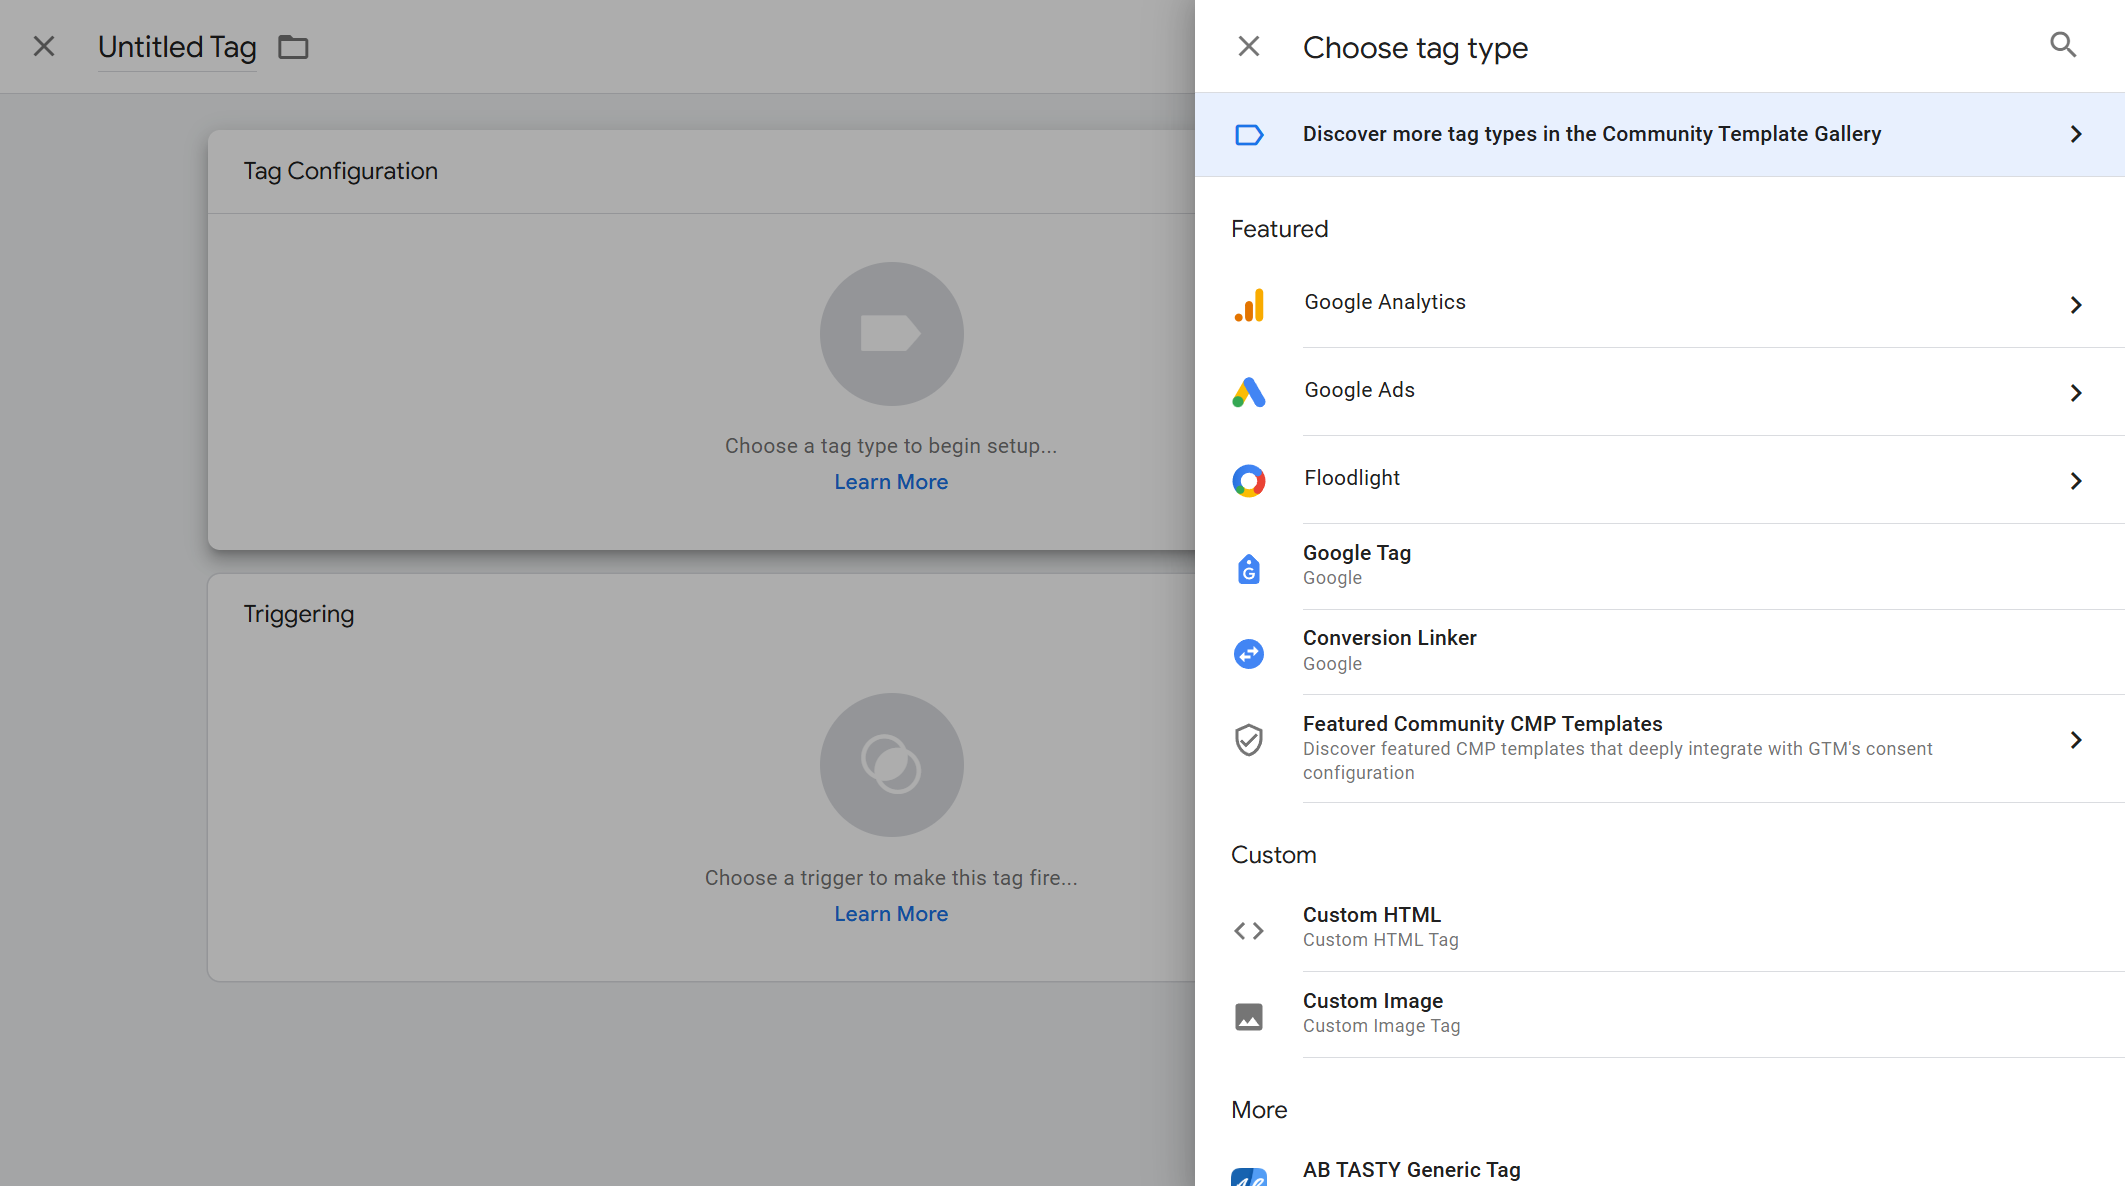 Untitled Tag
Tag Configuration
Choose a tag type to begin setup...
Learn More
Triggering
Choose a trigger to make this tag fire...
Learn More
Choose tag type
Discover more tag types in the Community Template Gallery
Featured
Google Analytics
Google Ads
Floodlight
G
Google Tag
Google
Conversion Linker
Google
Featured Community CMP Templates
Discover featured CMP templates that deeply integrate with GTM's consent
configuration
Custom
Custom HTML
Custom HTML Tag
Custom Image
Custom Image Tag
More
AB TASTY Generic Tag